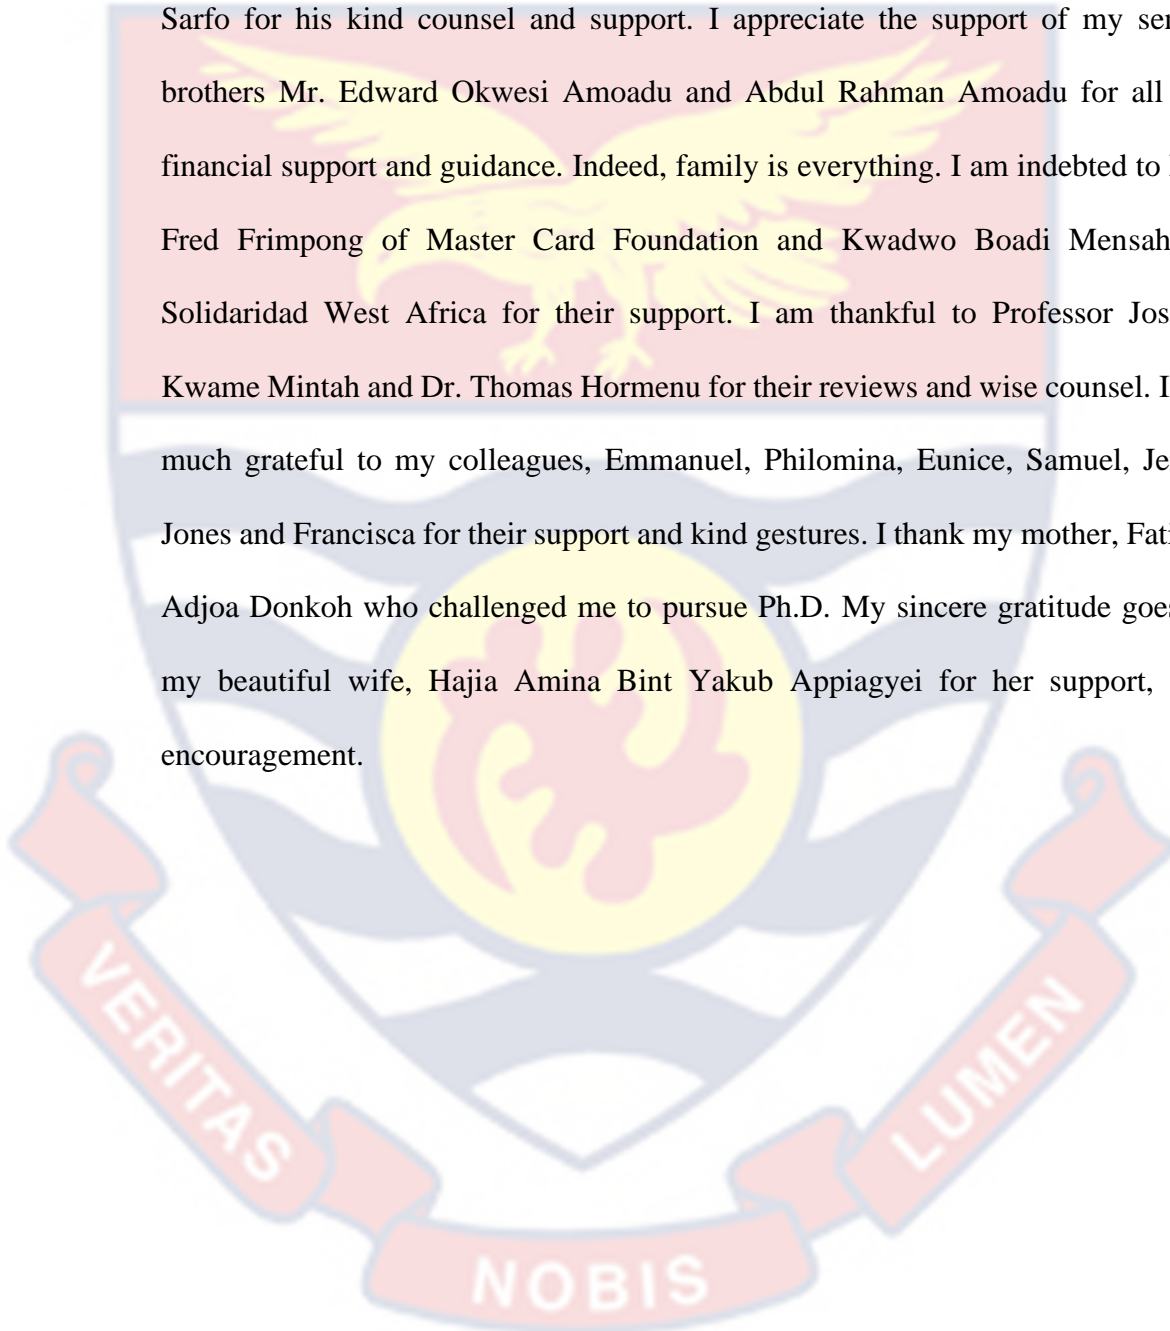 Sarfo for his kind counsel and support. I appreciate the support of my
brothers Mr. Edward Okwesi Amoadu and Abdul Rahman Amoadu for all
financial support and guidance. Indeed, family is everything. I am indebted to
Fred Frimpong of Master Card Foundation and Kwadwo Boadi Mensah
Solidaridad West Africa for their support. I am thankful to Professor
Kwame Mintah and Dr. Thomas Hormenu for their reviews and wise counsel. I
much grateful to my colleagues, Emmanuel, Philomina, Eunice, Samuel,
Jones and Francisca for their support and kind gestures. I thank my mother,
Adjoa Donkoh who challenged me to pursue Ph.D. My sincere gratitude goes
my beautiful wife, Hajia Amina Bint Yakub Appiagyei for her support,
encouragement.
VERITAS
NOBIS
LUMEN